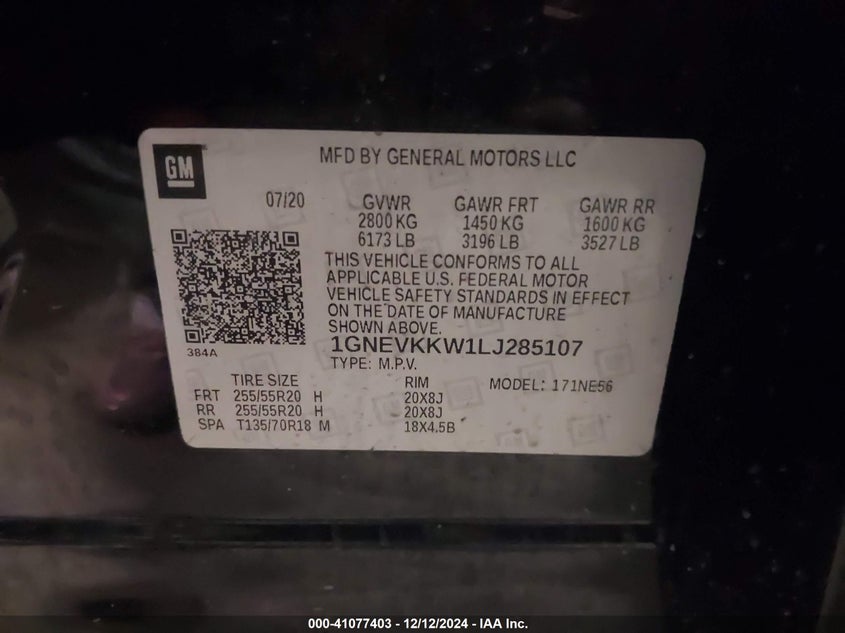 GM
MFD BY GENERAL MOTORS LLC
07/20 GVWR GAWR FRT GAWR RR
2800 KG 1450 KG 1600 KG
6173 LB 3196 LB 3527 LB
THIS VEHICLE CONFORMS TO ALL
APPLICABLE U.S. FEDERAL MOTOR
VEHICLE SAFETY STANDARDS IN EFFECT
ON THE DATE OF MANUFACTURE
SHOWN ABOVE.
384A
1GNEVKKW1LJ285107
TYPE: M.P.V.
TIRE SIZE RIM MODEL: 171NE56
FRT 255/55R20 H 20X8J
RR 255/55R20 H 20X8J
SPA T135/70R18 M 18X4.5B
000-41077403 - 12/12/2024 - IAA Inc.